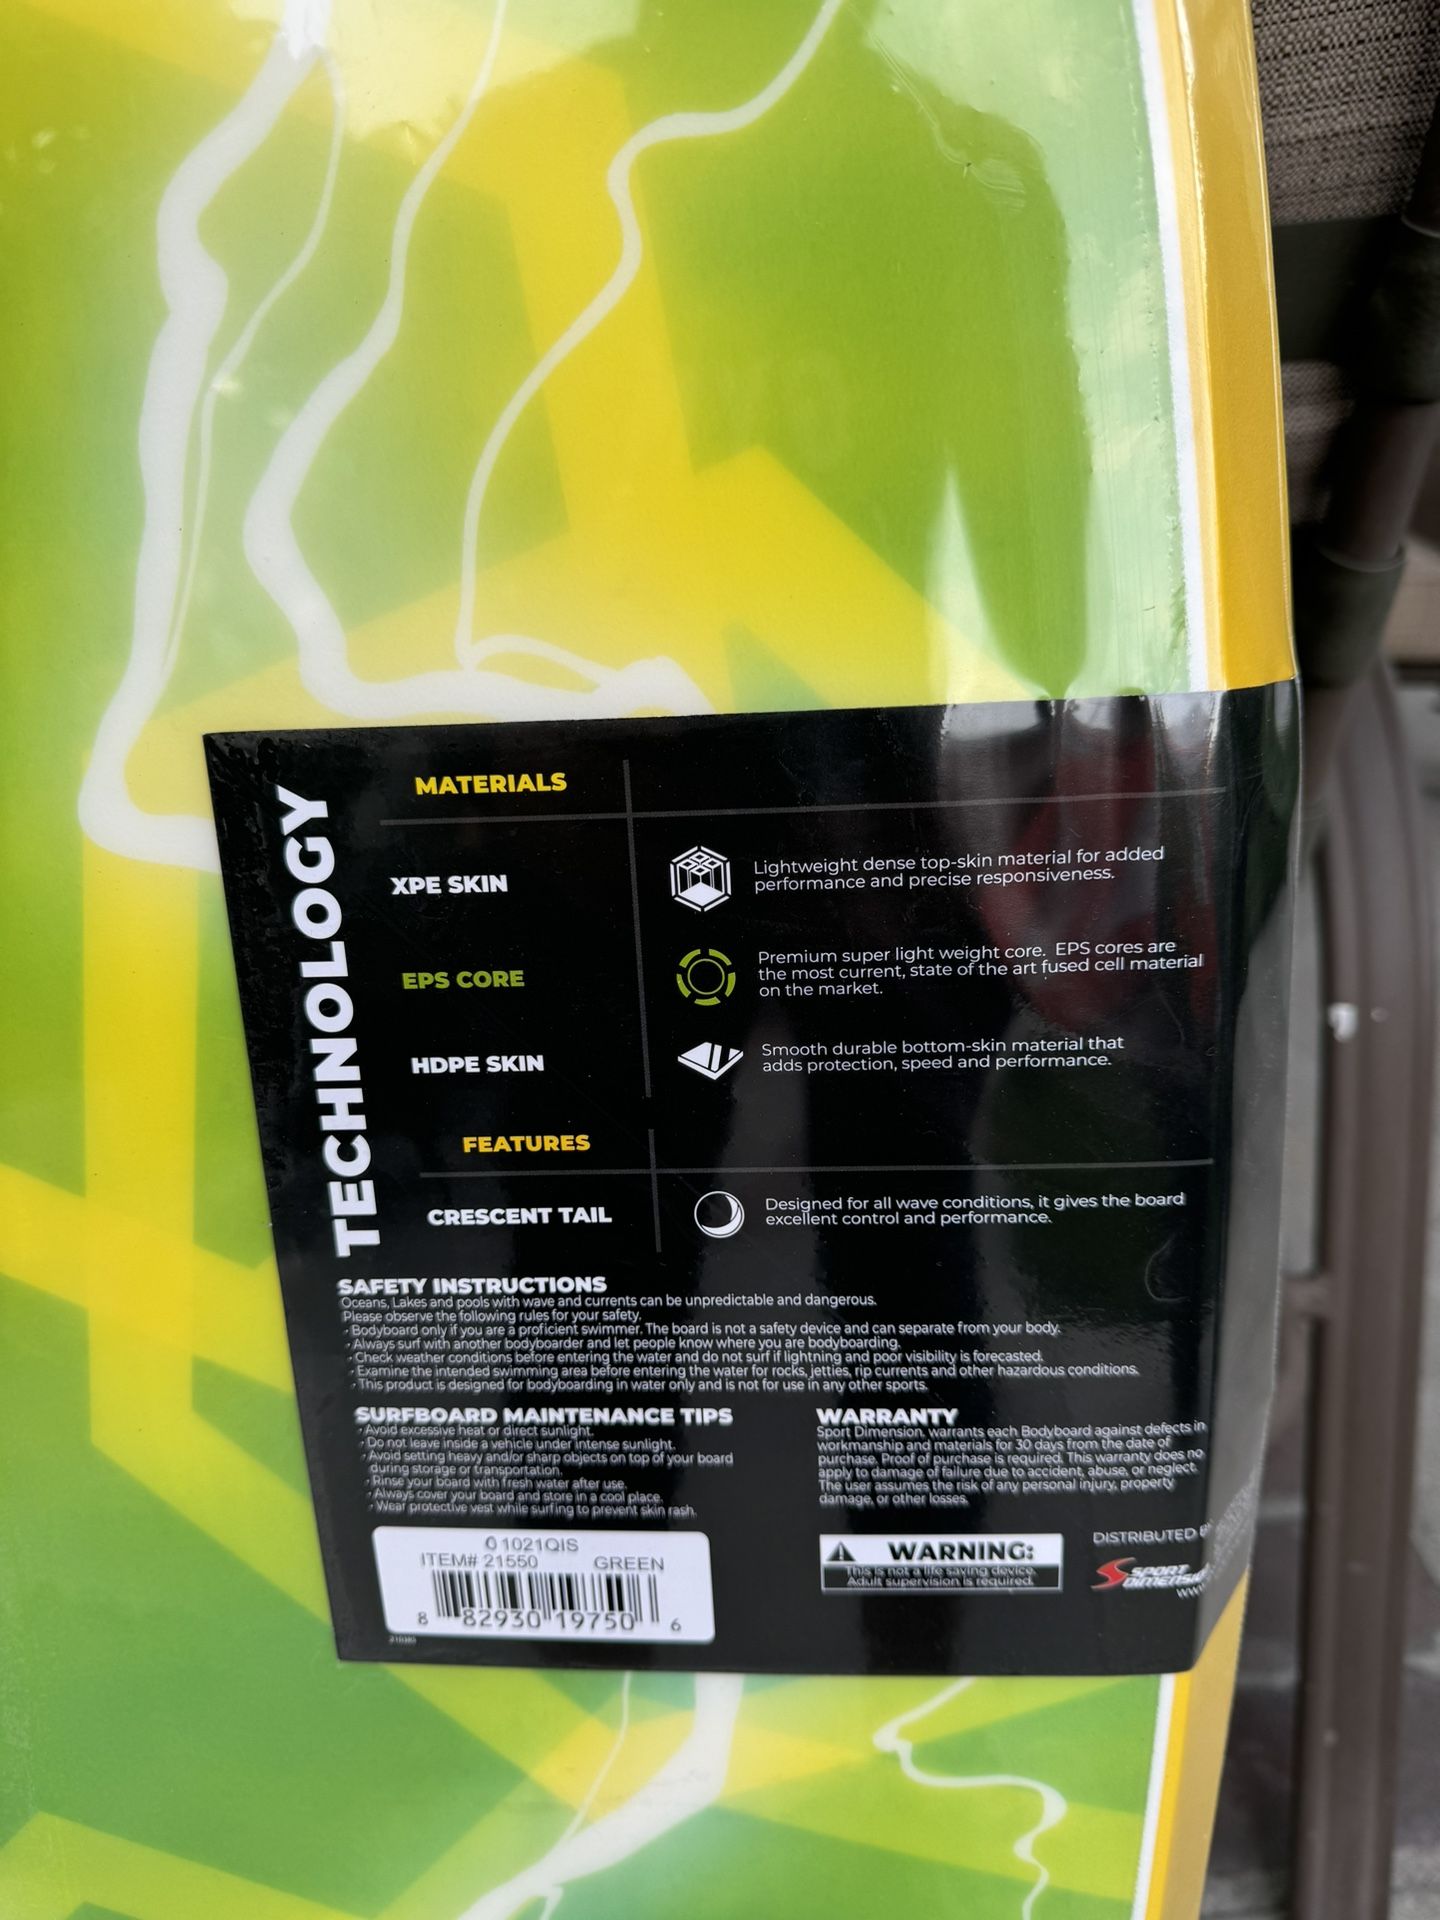 TECHNOLOGY
MATERIALS
XPE SKIN
Lightweight dense top-skin material for added
performance and precise responsiveness.
EPS CORE
Premium super light weight core. EPS cores are
the most current, state of the art fused cell material
on the market.
HDPE SKIN
Smooth durable bottom-skin material that
adds protection, speed and performance.
FEATURES
CRESCENT TAIL
Designed for all wave conditions, it gives the board
excellent control and performance.
SAFETY INSTRUCTIONS
Oceans, Lakes and pools with wave and currents can be unpredictable and dangerous.
Please observe the following rules for your safety.
• Bodyboard only if you are a proficient swimmer. The board is not a safety device and can separate from your body.
• Always surf with another bodyboarder and let people know where you are bodyboarding.
• Check weather conditions before entering the water and do not surf if lightning and poor visibility is forecasted.
• Examine the intended swimming area before entering the water for rocks, jetties, rip currents and other hazardous conditions.
• This product is designed for bodyboarding in water only and is not for use in any other sports.
SURFBOARD MAINTENANCE TIPS
• Avoid excessive heat or direct sunlight.
• Do not leave inside a vehicle under intense sunlight.
• Avoid setting heavy and/or sharp objects on top of your board
during storage or transportation.
• Rinse your board with fresh water after use.
• Always cover your board and store in a cool place.
• Wear protective vest while surfing to prevent skin rash.
WARRANTY
Sport Dimension, warrants each Bodyboard against defects in
workmanship and materials for 30 days from the date of
purchase. Proof of purchase is required. This warranty does no
apply to damage of failure due to accident, abuse, or neglect.
The user assumes the risk of any personal injury, property
damage, or other losses.
01021QIS
ITEM# 21550 GREEN
8 82930 19750 6
WARNING:
This is not a life saving device.
Adult supervision is required.
DISTRIBUTED B
SPORT
DIMENSI
www